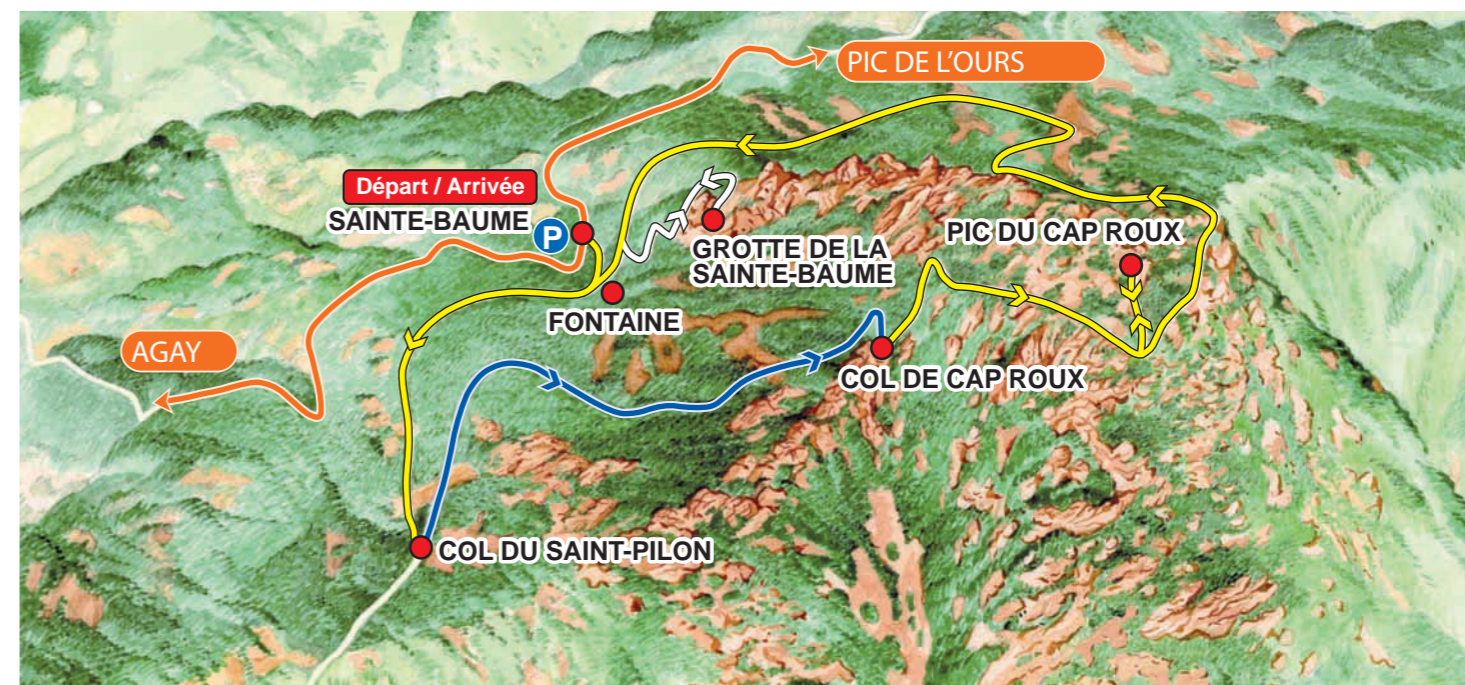 PIC DE L'OURS
Départ / Arrivée
SAINTE-BAUME
P
GROTTE DE LA
SAINTE-BAUME
PIC DU CAP ROUX
FONTAINE
AGAY
COL DE CAP ROUX
COL DU SAINT-PILON